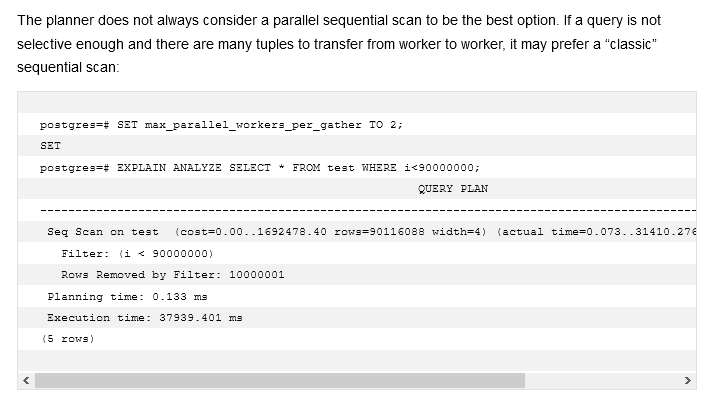 The planner does not always consider a parallel sequential scan to be the best option. If a query is not
selective enough and there are many tuples to transfer from worker to worker, it may prefer a “classic”
sequential scan:
postgres=# SET max_parallel_workers_per_gather TO 2;
SET
postgres=# EXPLAIN ANALYZE SELECT * FROM test WHERE i<90000000;
QUERY PLAN
--------------------------------------------------------------------------------------------------
Seq Scan on test  (cost=0.00..1692478.40 rows=90116088 width=4) (actual time=0.073..31410.276
Filter: (i < 90000000)
Rows Removed by Filter: 10000001
Planning time: 0.133 ms
Execution time: 37939.401 ms
(5 rows)